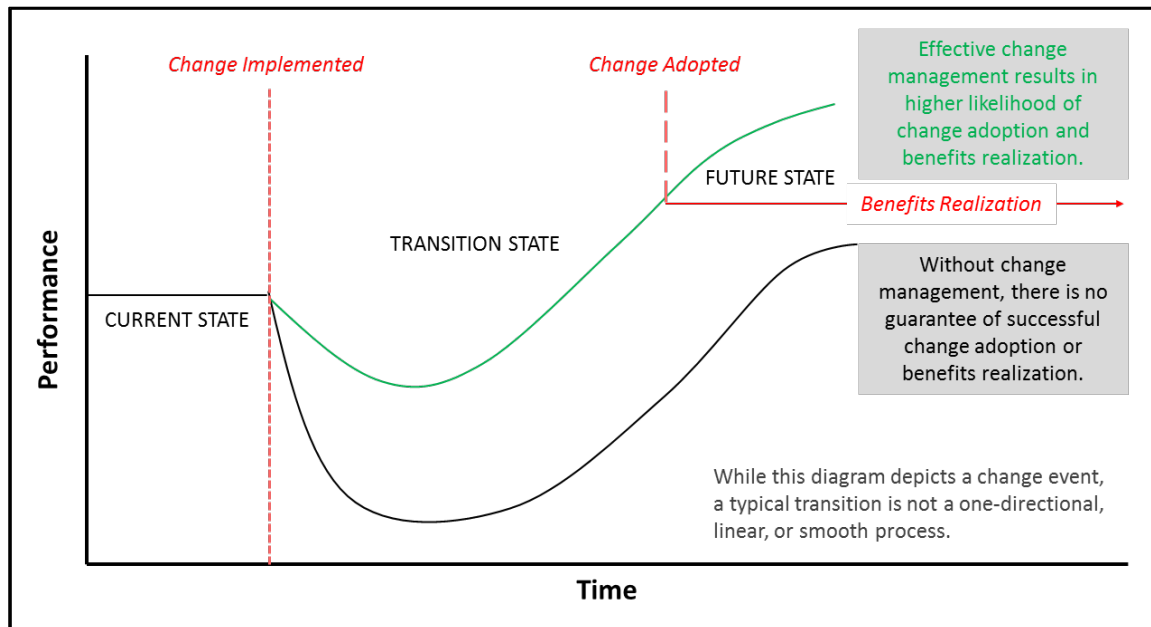 Change Implemented
Change Adopted
Effective change
management results in
higher likelihood of
change adoption and
benefits realization.
FUTURE STATE
Benefits Realization
TRANSITION STATE
Without change
management, there is no
guarantee of successful
change adoption or
benefits realization.
CURRENT STATE
Performance
While this diagram depicts a change event,
a typical transition is not a one-directional,
linear, or smooth process.
Time